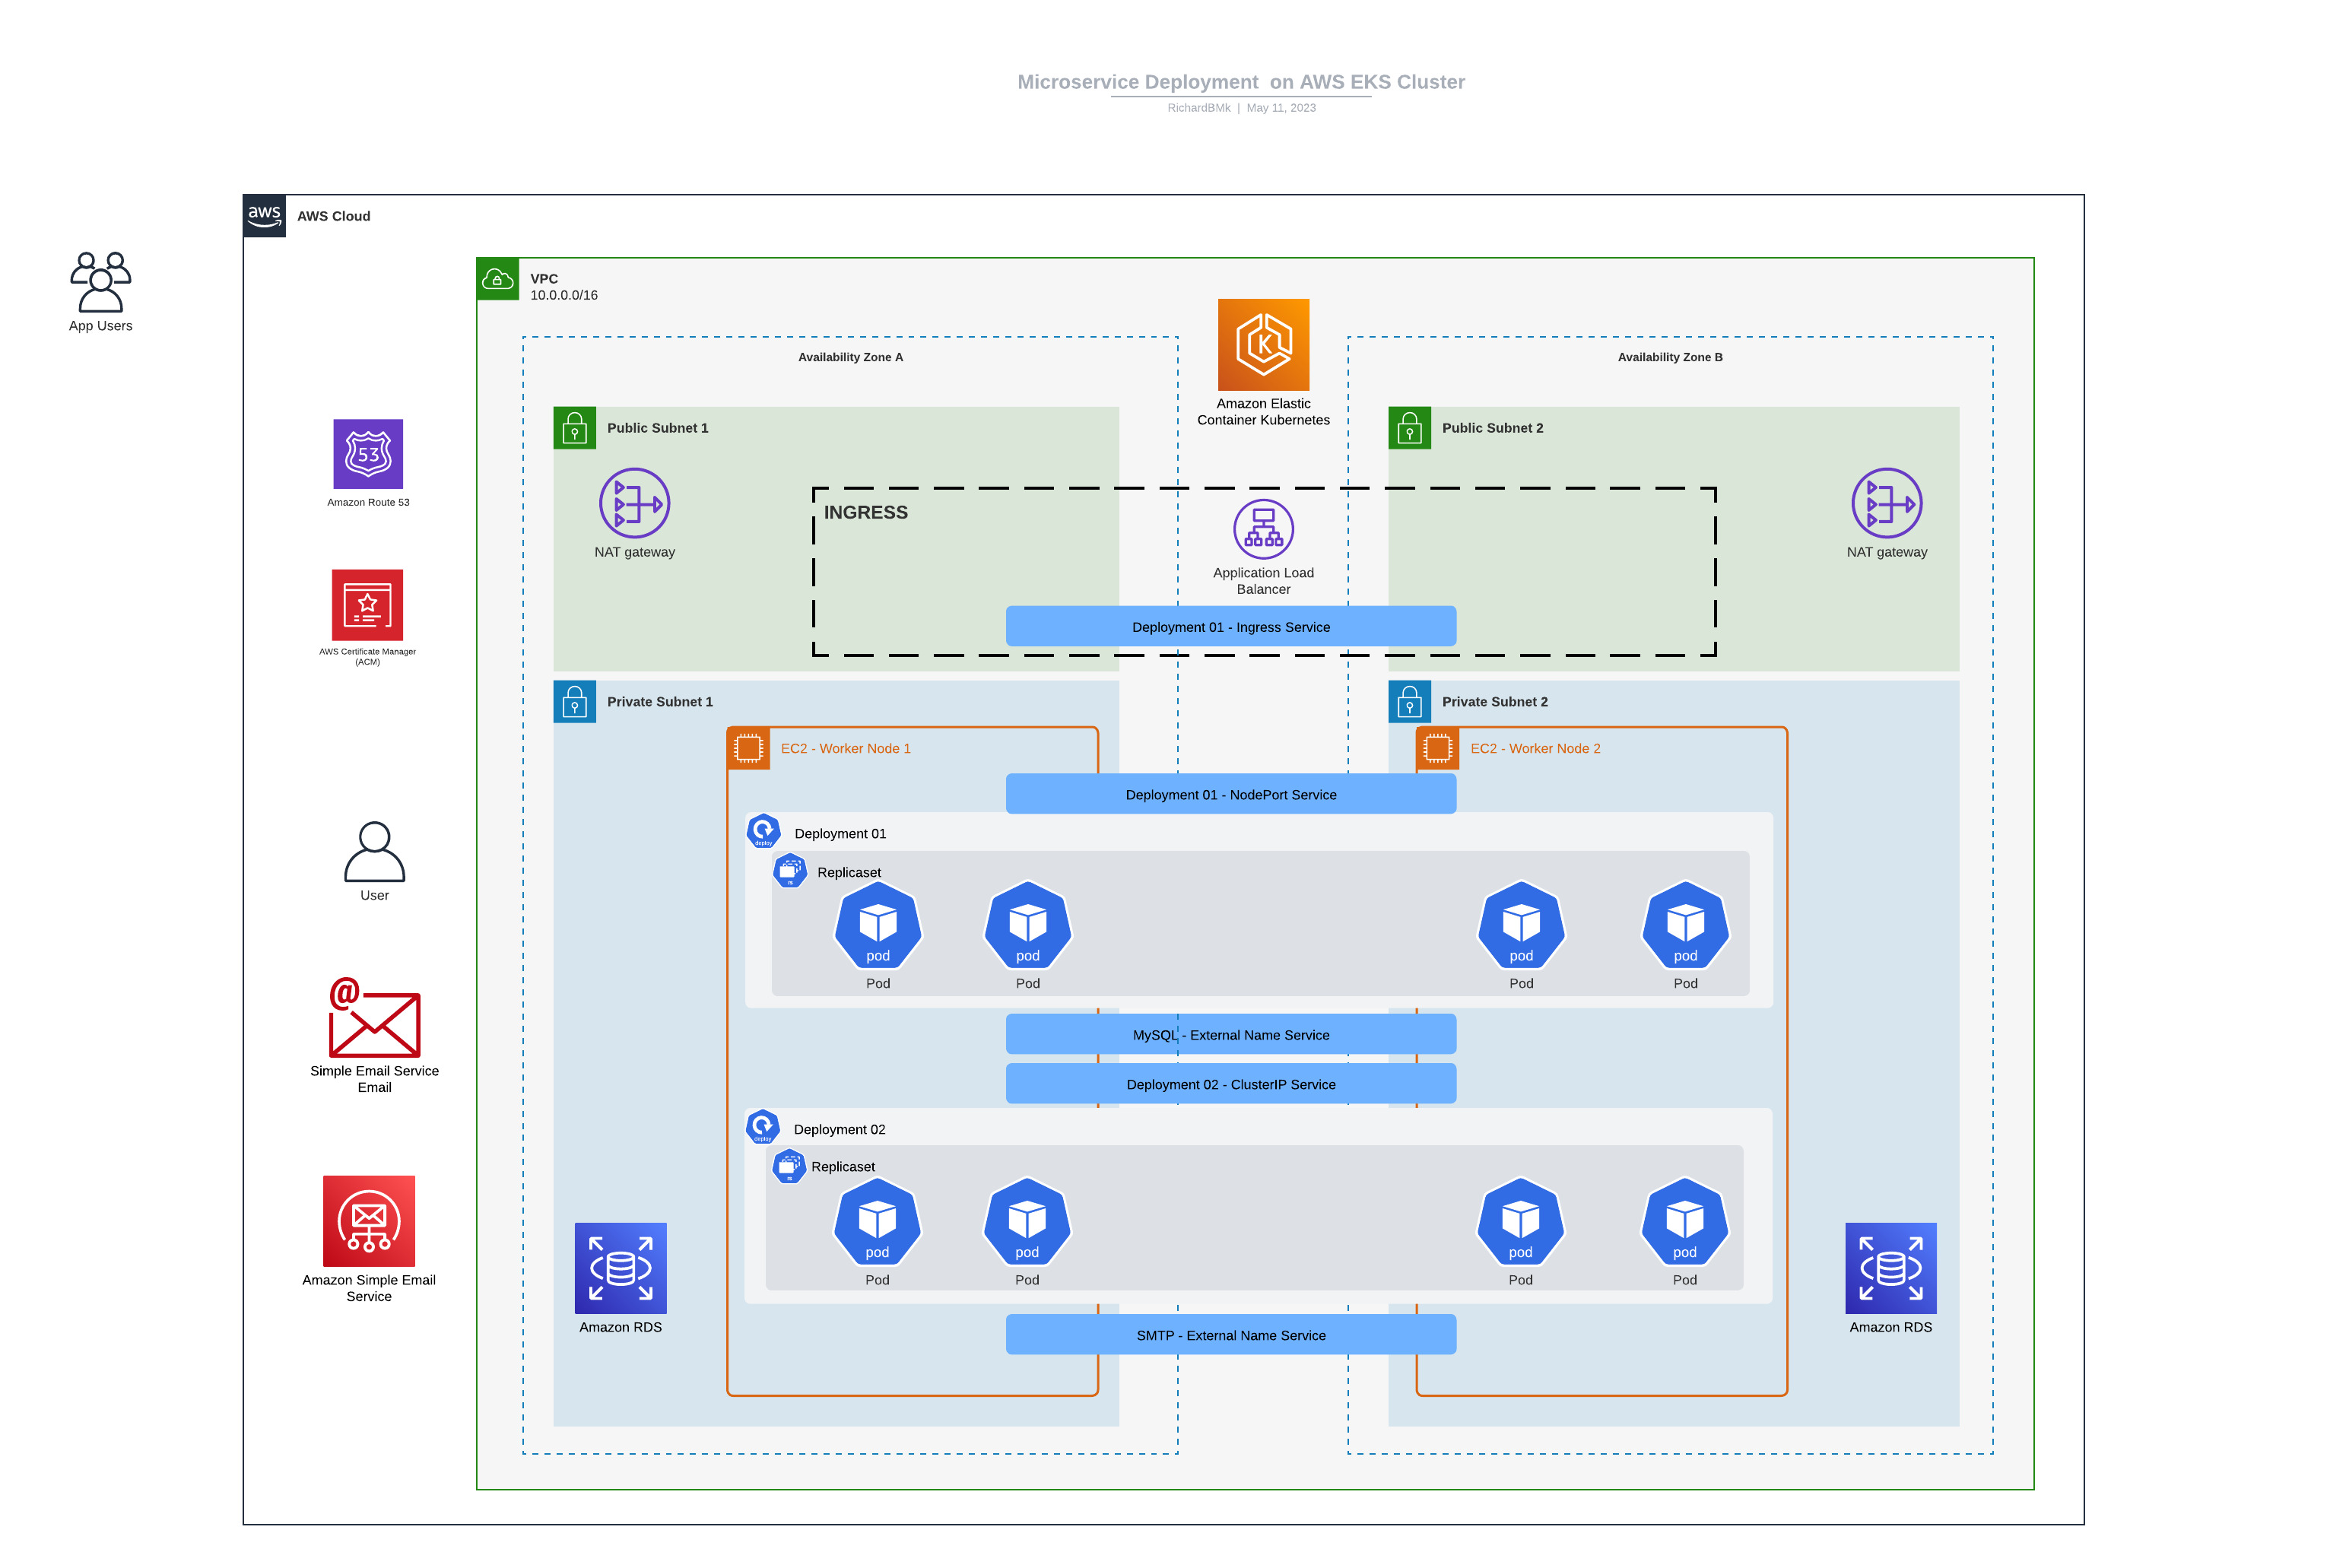 Microservice Deployment  on AWS EKS Cluster
RichardBMk  |  May 11, 2023
aws
AWS Cloud
App Users
VPC
10.0.0.0/16
K
Amazon Elastic
Container Kubernetes
Availability Zone A
Availability Zone B
Public Subnet 1
Public Subnet 2
53
Amazon Route 53
NAT gateway
NAT gateway
INGRESS
Application Load
Balancer
Deployment 01 - Ingress Service
AWS Certificate Manager
(ACM)
Private Subnet 1
Private Subnet 2
EC2 - Worker Node 1
EC2 - Worker Node 2
Deployment 01 - NodePort Service
deploy
Deployment 01
rs
Replicaset
pod
pod
pod
pod
Pod
Pod
Pod
Pod
User
MySQL - External Name Service
@
Simple Email Service
Email
Deployment 02 - ClusterIP Service
deploy
Deployment 02
rs
Replicaset
pod
pod
pod
pod
Pod
Pod
Pod
Pod
Amazon Simple Email
Service
Amazon RDS
Amazon RDS
SMTP - External Name Service